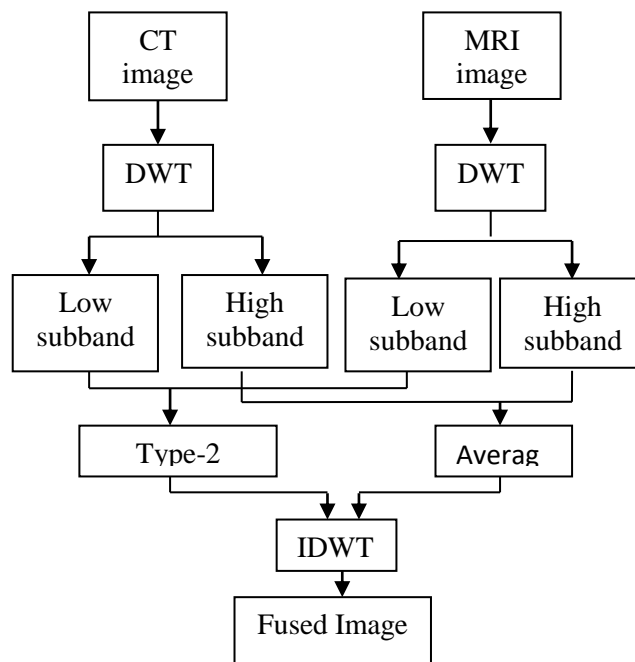 CT
image
MRI
image
DWT
DWT
Low
subband
High
subband
Low
subband
High
subband
Type-2
Averag
IDWT
Fused Image